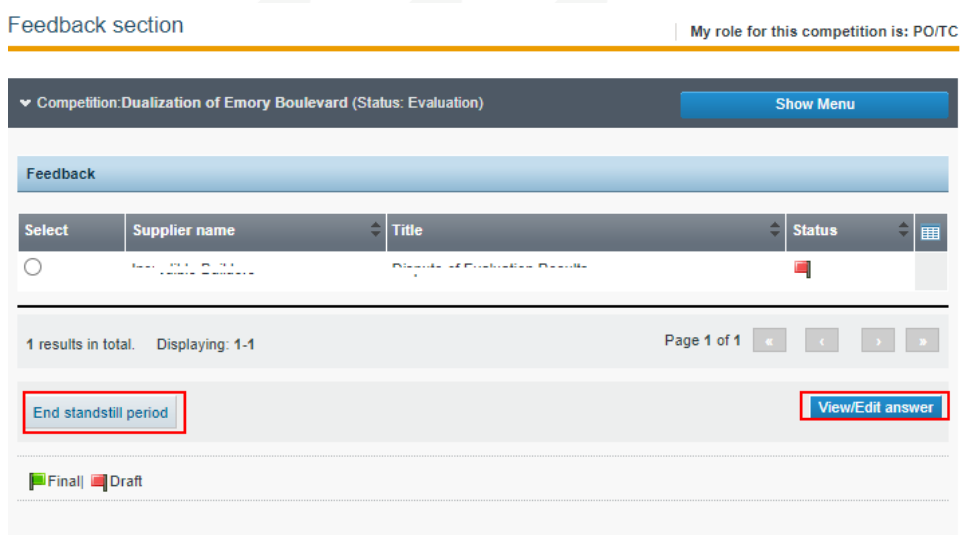 Feedback section
My role for this competition is: PO/TC
Competition:Dualization of Emory Boulevard (Status: Evaluation)
Show Menu
Feedback
Select Supplier name Title Status
1 results in total. Displaying: 1-1
Page 1 of 1 « ‹ › »
End standstill period
View/Edit answer
Final| Draft